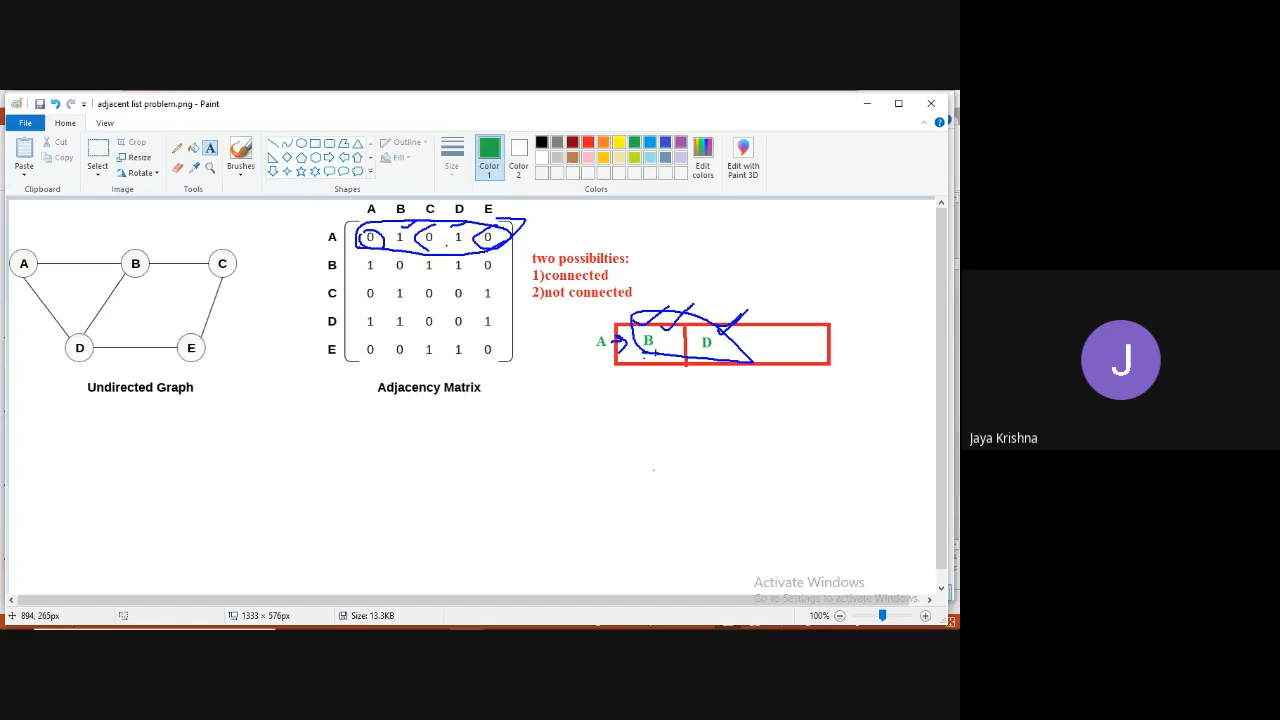 adjacent list problem.png - Paint
File
Home
View
Paste
Cut
Copy
Clipboard
Select
Crop
Resize
Rotate
Image
A
Tools
Brushes
Outline
Fill
Shapes
Size
Color
1
Color
2
Edit
colors
Edit with
Paint 3D
Colors
A B C D E
A 0 1 0 1 0
B 1 0 1 1 0
C 0 1 0 0 1
D 1 1 0 0 1
E 0 0 1 1 0
Adjacency Matrix
A B C
D E
Undirected Graph
two possibilties:
1)connected
2)not connected
A B D
Activate Windows
Go to Settings to activate Windows.
894, 265px
1333 × 576px
Size: 13.3KB
100%
J
Jaya Krishna